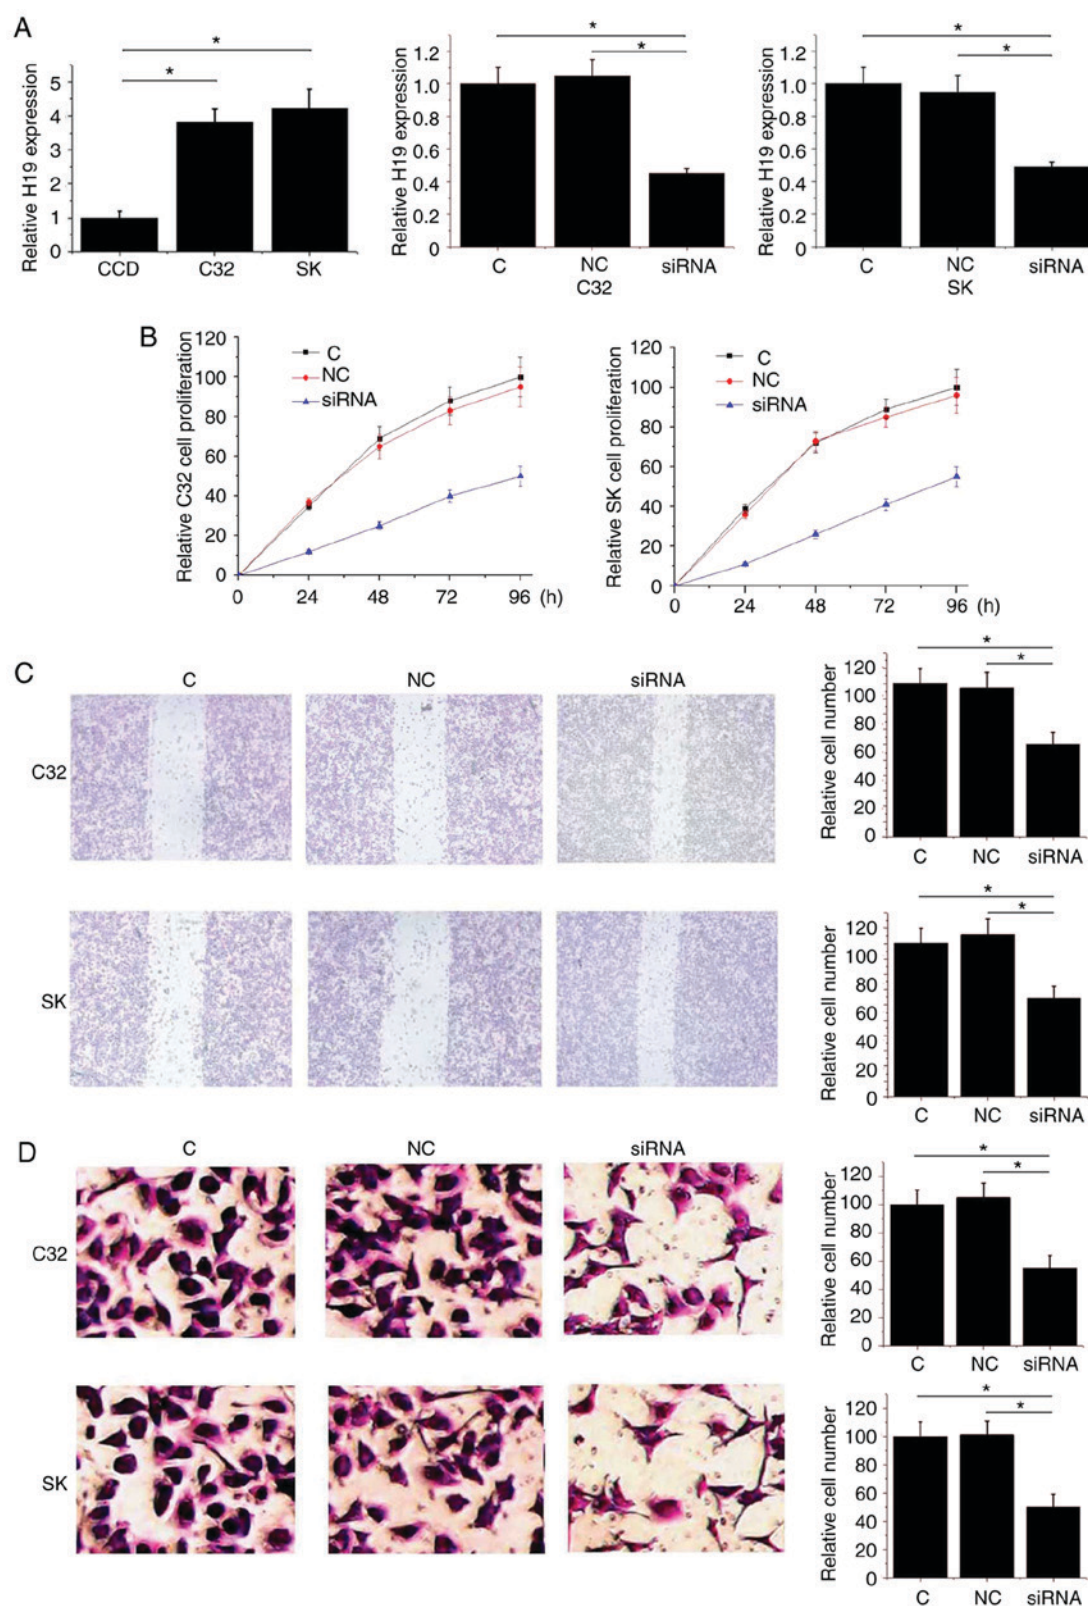 A
Relative H19 expression
5
4
3
2
1
0
*
*
CCD C32 SK
Relative H19 expression
1.2
1.0
0.8
0.6
0.4
0.2
0
*
*
C NC siRNA
C32
Relative H19 expression
1.2
1.0
0.8
0.6
0.4
0.2
0
*
*
C NC siRNA
SK
B
Relative C32 cell proliferation
120
100
80
60
40
20
0
C
NC
siRNA
0 24 48 72 96 (h)
Relative SK cell proliferation
120
100
80
60
40
20
0
C
NC
siRNA
0 24 48 72 96 (h)
C
C NC siRNA
C32
SK
Relative cell number
120
100
80
60
40
20
0
*
*
C NC siRNA
Relative cell number
120
100
80
60
40
20
0
*
*
C NC siRNA
D
C NC siRNA
C32
SK
Relative cell number
120
100
80
60
40
20
0
*
*
C NC siRNA
Relative cell number
120
100
80
60
40
20
0
*
*
C NC siRNA